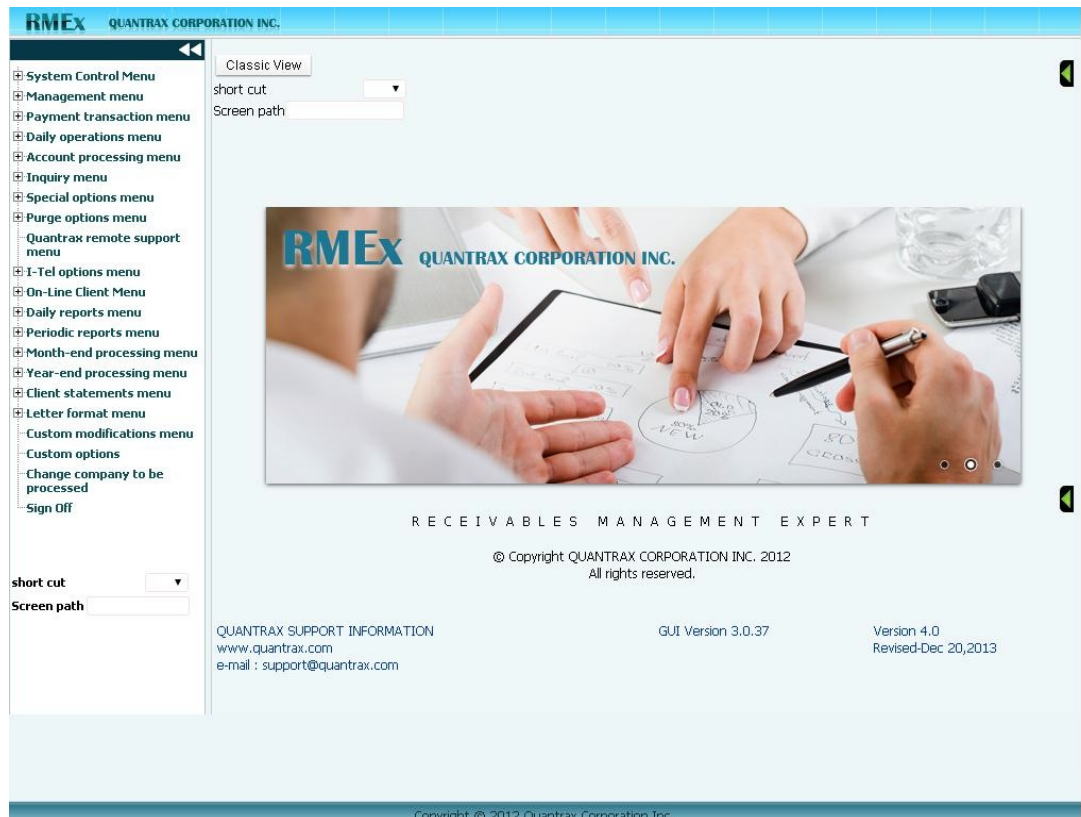 RMEx QUANTRAX CORPORATION INC.
System Control Menu
Management menu
Payment transaction menu
Daily operations menu
Account processing menu
Inquiry menu
Special options menu
Purge options menu
Quantrax remote support
menu
I-Tel options menu
On-Line Client Menu
Daily reports menu
Periodic reports menu
Month-end processing menu
Year-end processing menu
Client statements menu
Letter format menu
Custom modifications menu
Custom options
Change company to be
processed
Sign Off
short cut
Screen path
Classic View
short cut
Screen path
RMEx QUANTRAX CORPORATION INC.
80%
NEW
20%
RECEIVABLES MANAGEMENT EXPERT
© Copyright QUANTRAX CORPORATION INC. 2012
All rights reserved.
QUANTRAX SUPPORT INFORMATION
www.quantrax.com
e-mail : support@quantrax.com
GUI Version 3.0.37
Version 4.0
Revised-Dec 20,2013
Copyright © 2012 Quantrax Corporation Inc